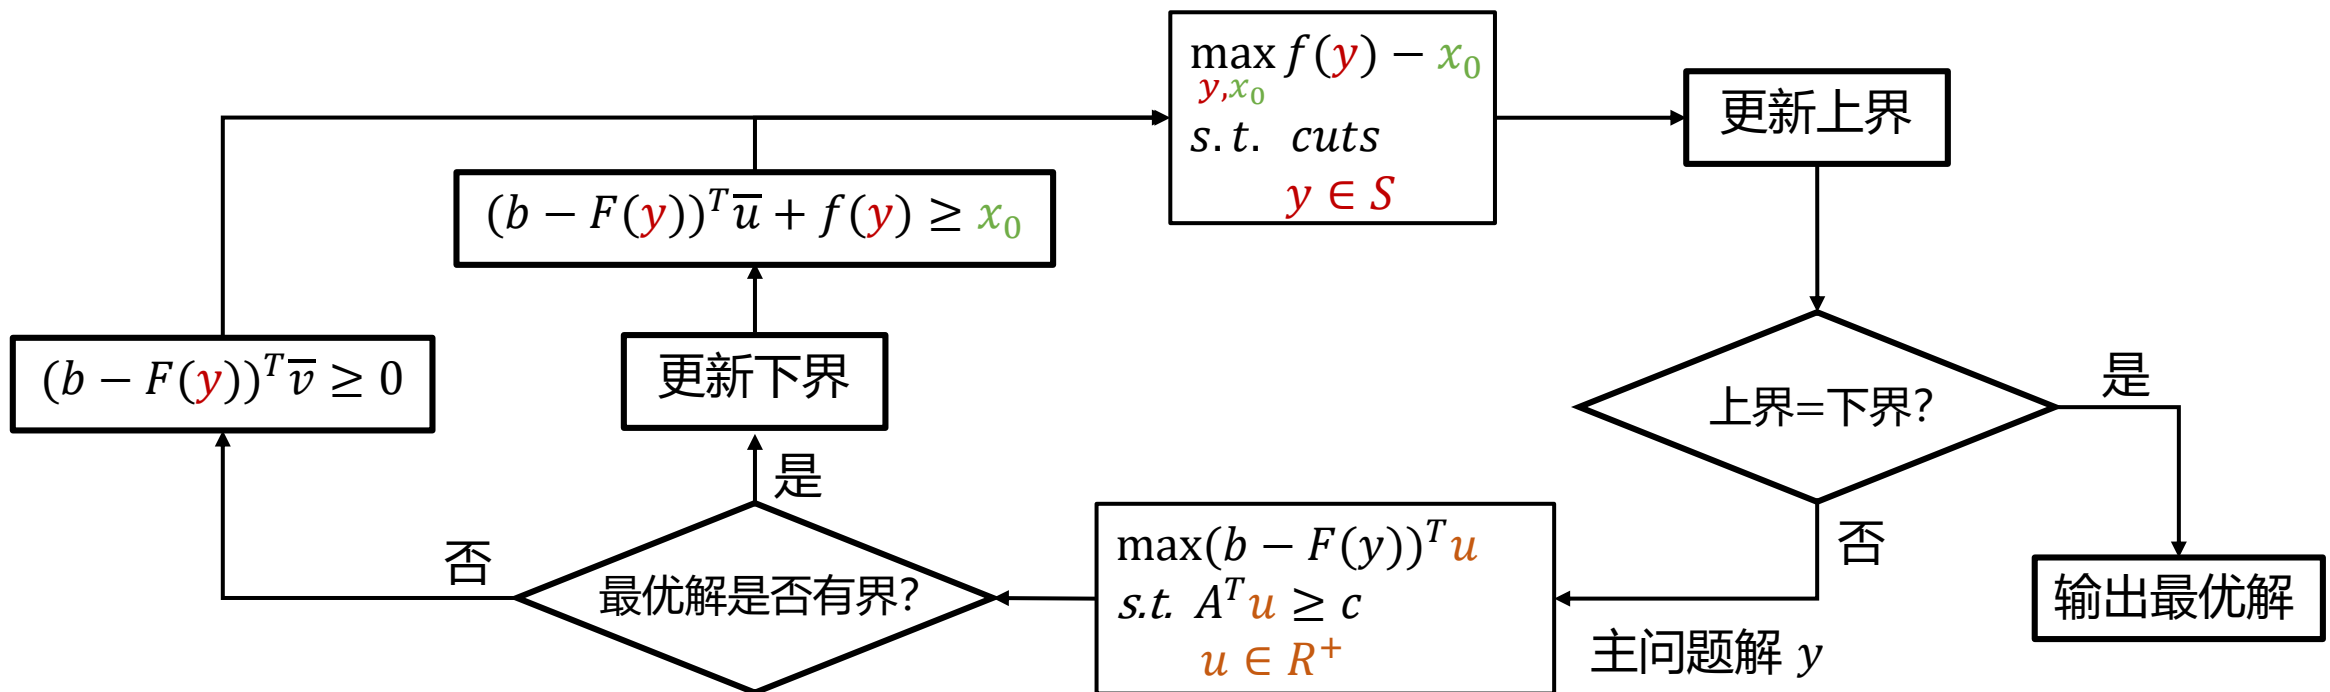 max f(y) − x₀
y,x₀
s.t. cuts
y ∈ S
更新上界
(b − F(y))ᵀu̅ + f(y) ≥ x₀
(b − F(y))ᵀv̅ ≥ 0
更新下界
上界=下界?
是
是
否
否
最优解是否有界?
max(b − F(y))ᵀu
s.t. Aᵀu ≥ c
u ∈ R⁺
主问题解 y
输出最优解